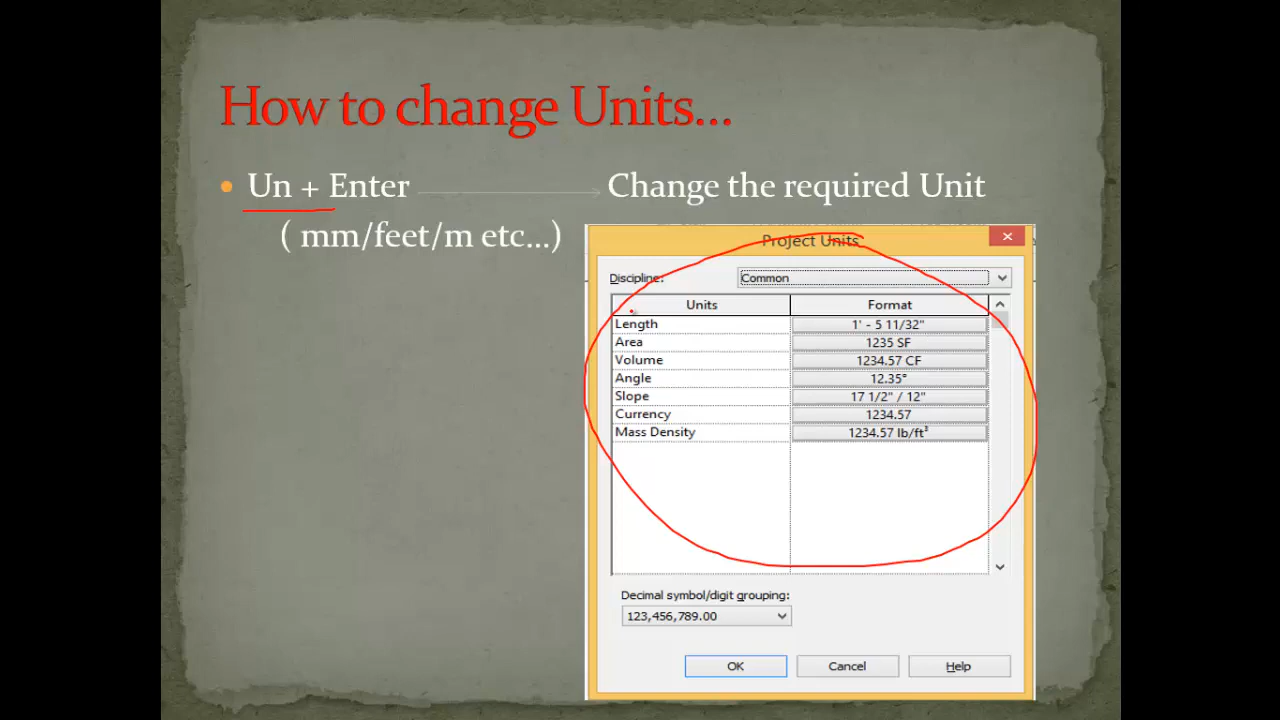 How to change Units...
Un + Enter Change the required Unit
( mm/feet/m etc...)
Project Units
Discipline: Common
Units Format
Length 1' - 5 11/32"
Area 1235 SF
Volume 1234.57 CF
Angle 12.35°
Slope 17 1/2" / 12"
Currency 1234.57
Mass Density 1234.57 lb/ft³
Decimal symbol/digit grouping:
123,456,789.00
OK Cancel Help